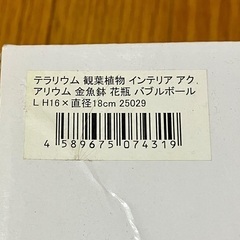 テラリウム 観葉植物 インテリア アク
アリウム 金魚鉢 花瓶 バブルボール
L H16×直径18cm 25029
4 589675 074319